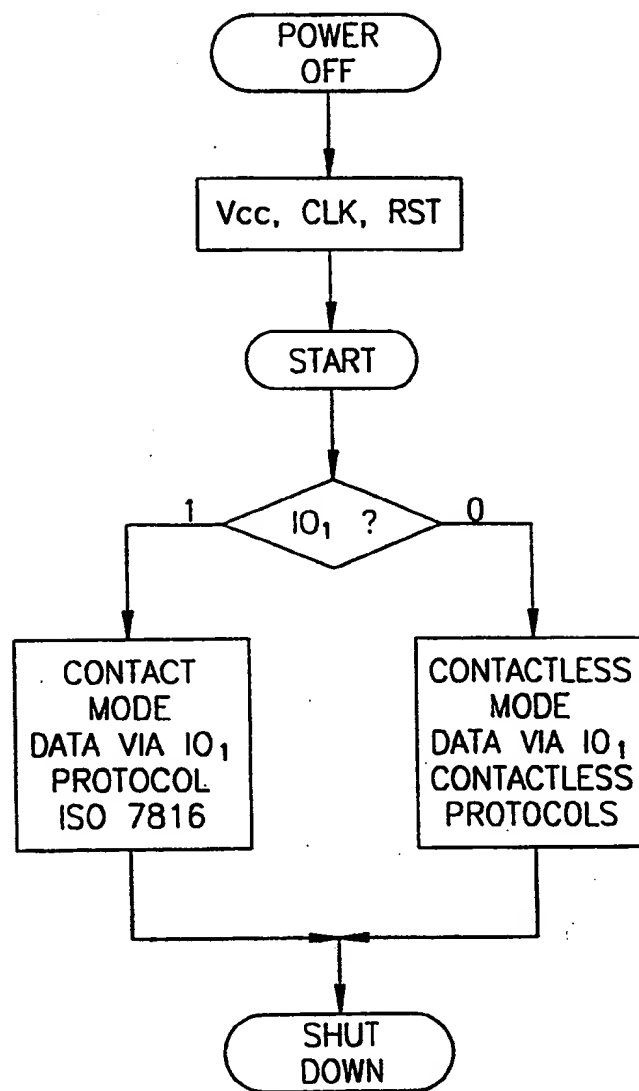 POWER
OFF
Vcc, CLK, RST
START
1
IO₁ ?
0
CONTACT
MODE
DATA VIA IO₁
PROTOCOL
ISO 7816
CONTACTLESS
MODE
DATA VIA IO₁
CONTACTLESS
PROTOCOLS
SHUT
DOWN